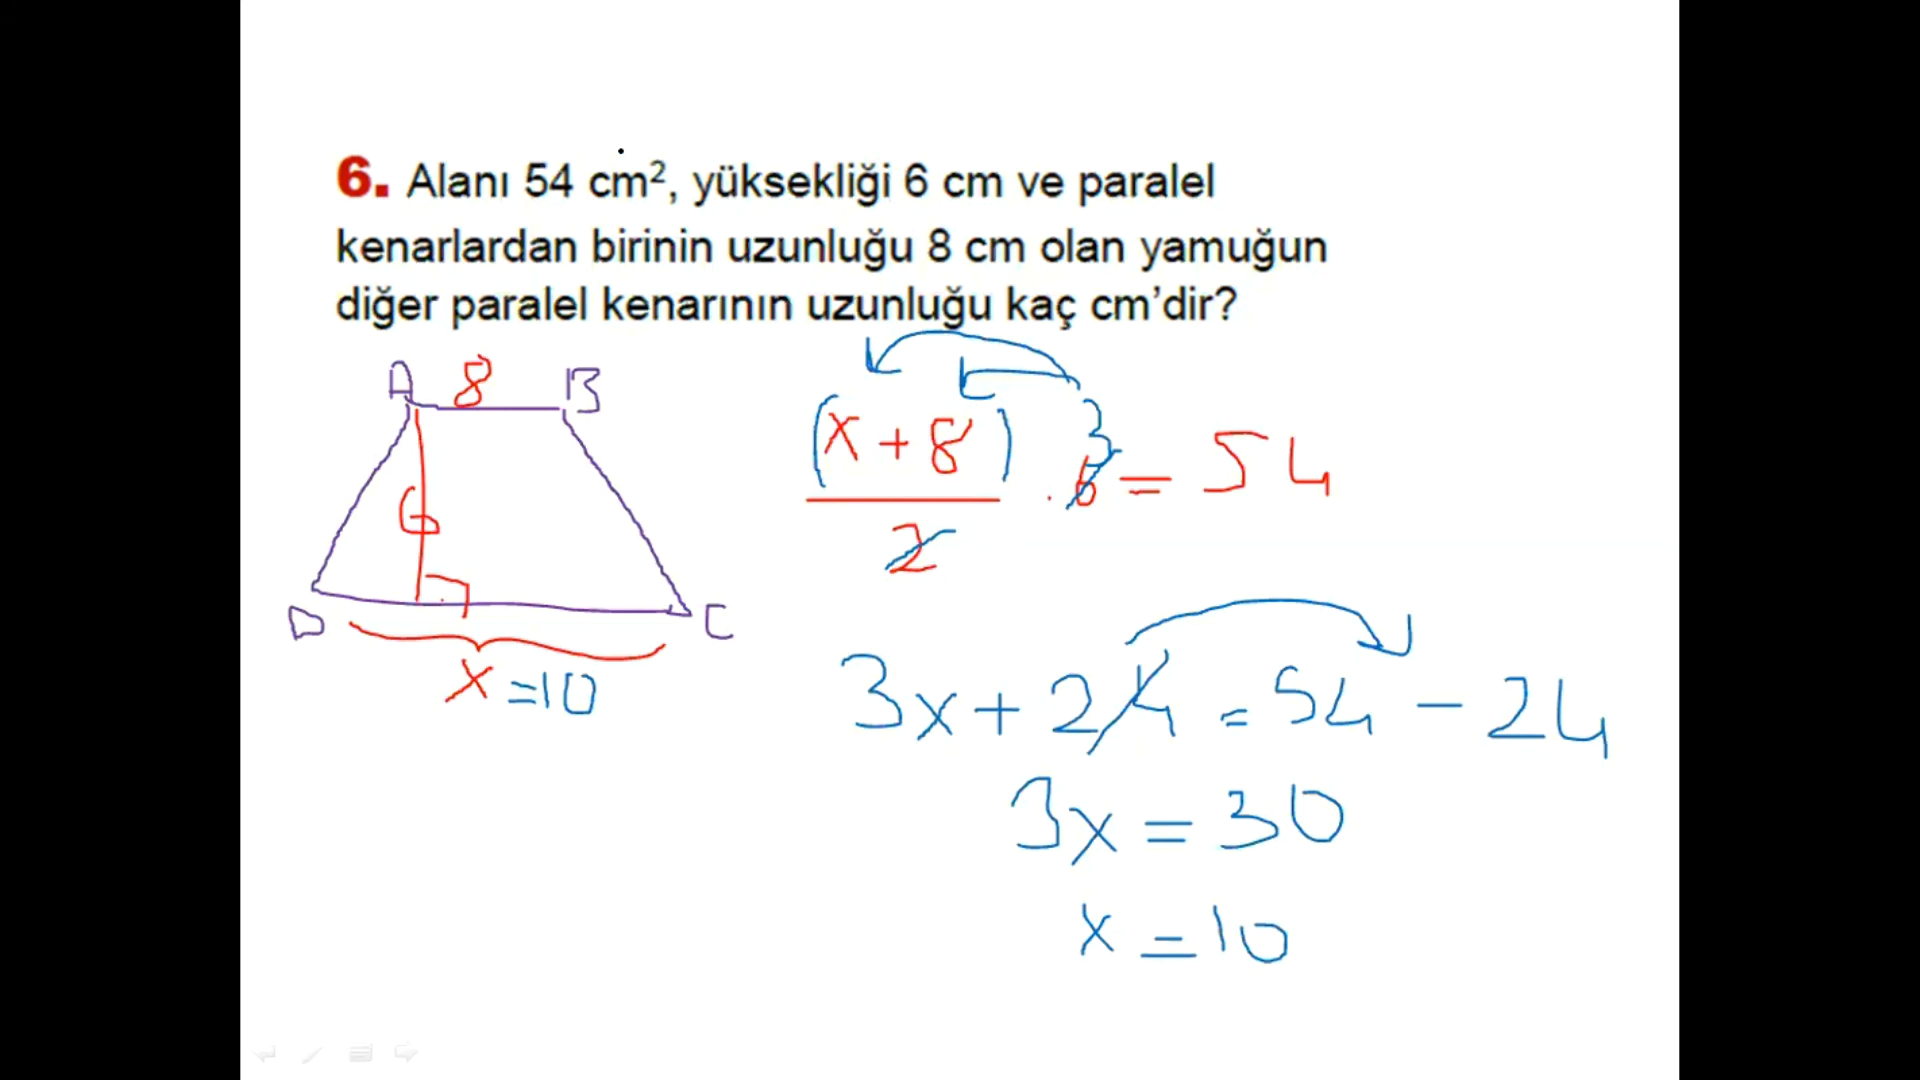 6. Alanı 54 cm², yüksekliği 6 cm ve paralel
kenarlardan birinin uzunluğu 8 cm olan yamuğun
diğer paralel kenarının uzunluğu kaç cm’dir?
A 8 B
6
D C
x = 10
(x + 8) / 2 . 6 = 54
3
3x + 24 = 54 - 24
3x = 30
x = 10